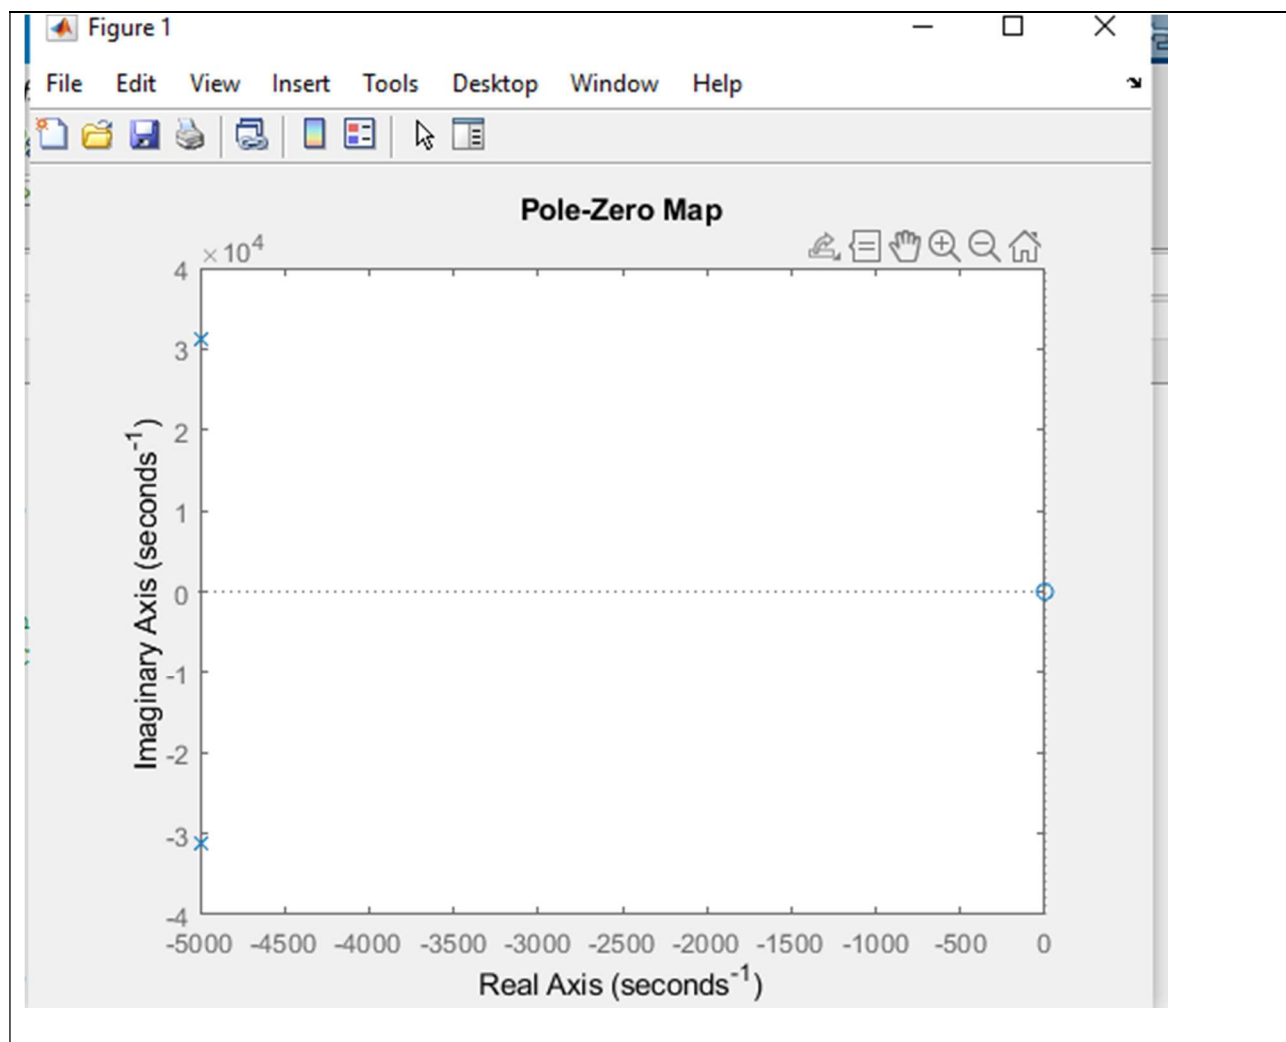 Figure 1
File Edit View Insert Tools Desktop Window Help
Pole-Zero Map
×10⁴
4
3
2
1
0
-1
-2
-3
-4
Imaginary Axis (seconds⁻¹)
-5000 -4500 -4000 -3500 -3000 -2500 -2000 -1500 -1000 -500 0
Real Axis (seconds⁻¹)